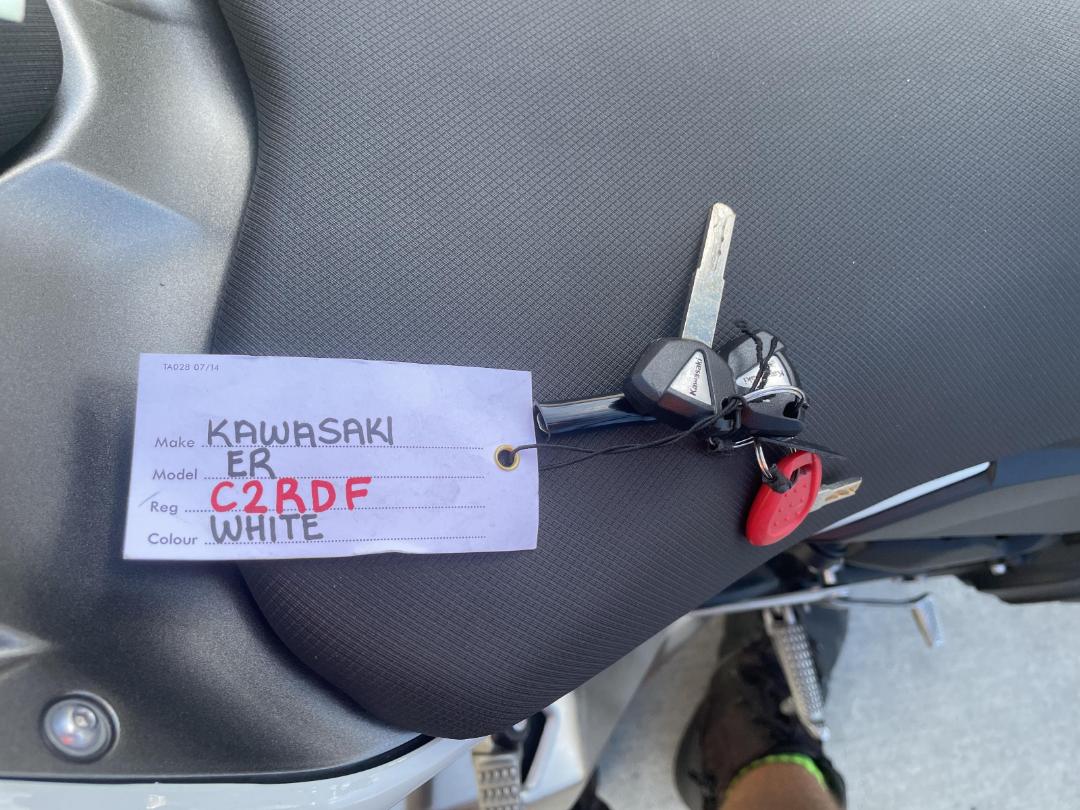 TA028 07/14
Make KAWASAKI
Model ER
Reg C2RDF
Colour WHITE
Kawasaki